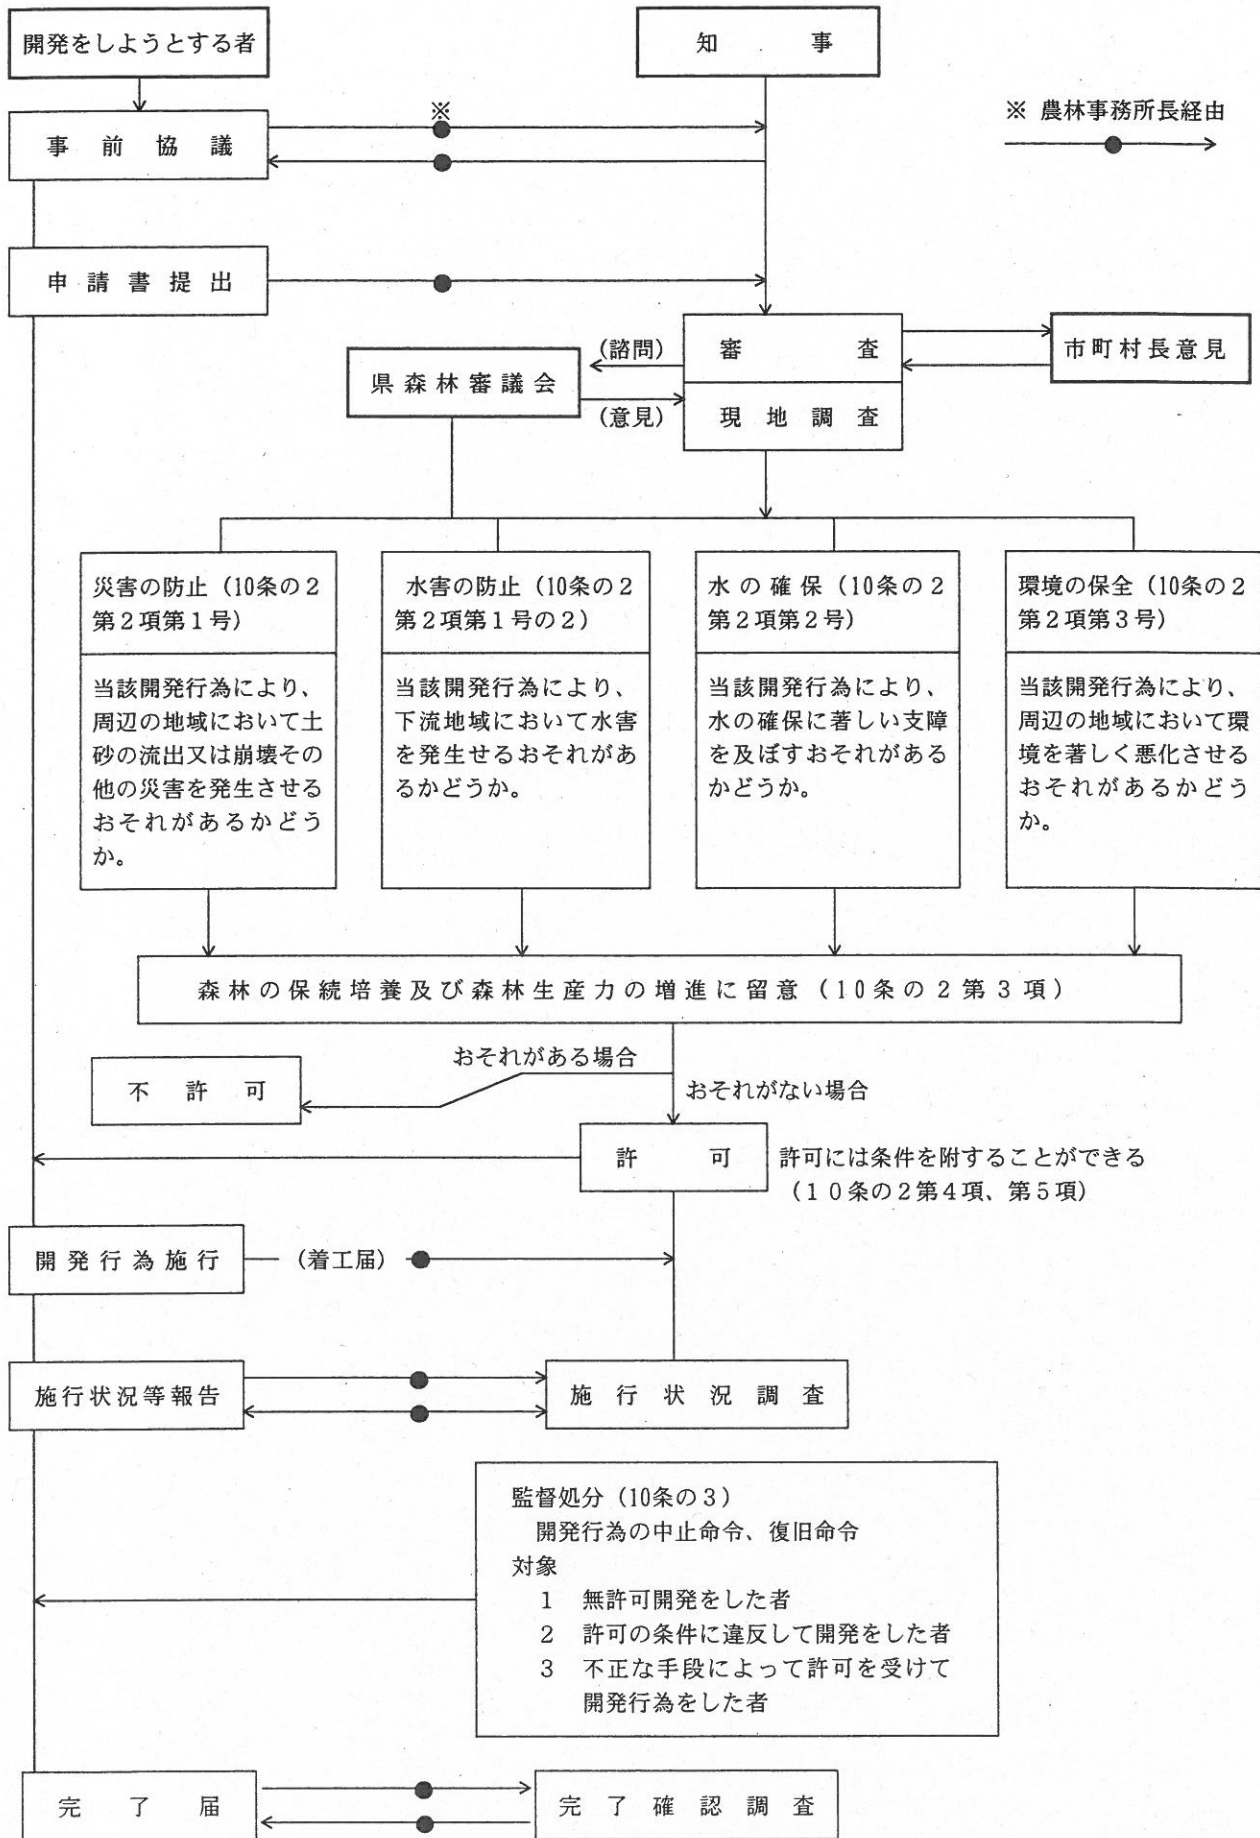 開発をしようとする者
知事
※ 農林事務所長経由
※
事前協議
申請書提出
(諮問)
審査
市町村長意見
県森林審議会
(意見)
現地調査
災害の防止（10条の2
第2項第1号）
当該開発行為により、
周辺の地域において土
砂の流出又は崩壊その
他の災害を発生させる
おそれがあるかどう
か。
水害の防止（10条の2
第2項第1号の2）
当該開発行為により、
下流地域において水害
を発生せるおそれがあ
るかどうか。
水の確保（10条の2
第2項第2号）
当該開発行為により、
水の確保に著しい支障
を及ぼすおそれがある
かどうか。
環境の保全（10条の2
第2項第3号）
当該開発行為により、
周辺の地域において環
境を著しく悪化させる
おそれがあるかどう
か。
森林の保続培養及び森林生産力の増進に留意（10条の2第3項）
おそれがある場合
不許可
おそれがない場合
許可
許可には条件を附することができる
（10条の2第4項、第5項）
開発行為施行
(着工届)
施行状況等報告
施行状況調査
監督処分（10条の3）
開発行為の中止命令、復旧命令
対象
1 無許可開発をした者
2 許可の条件に違反して開発をした者
3 不正な手段によって許可を受けて
開発行為をした者
完了届
完了確認調査